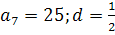 a₇ = 25; d = 1/2